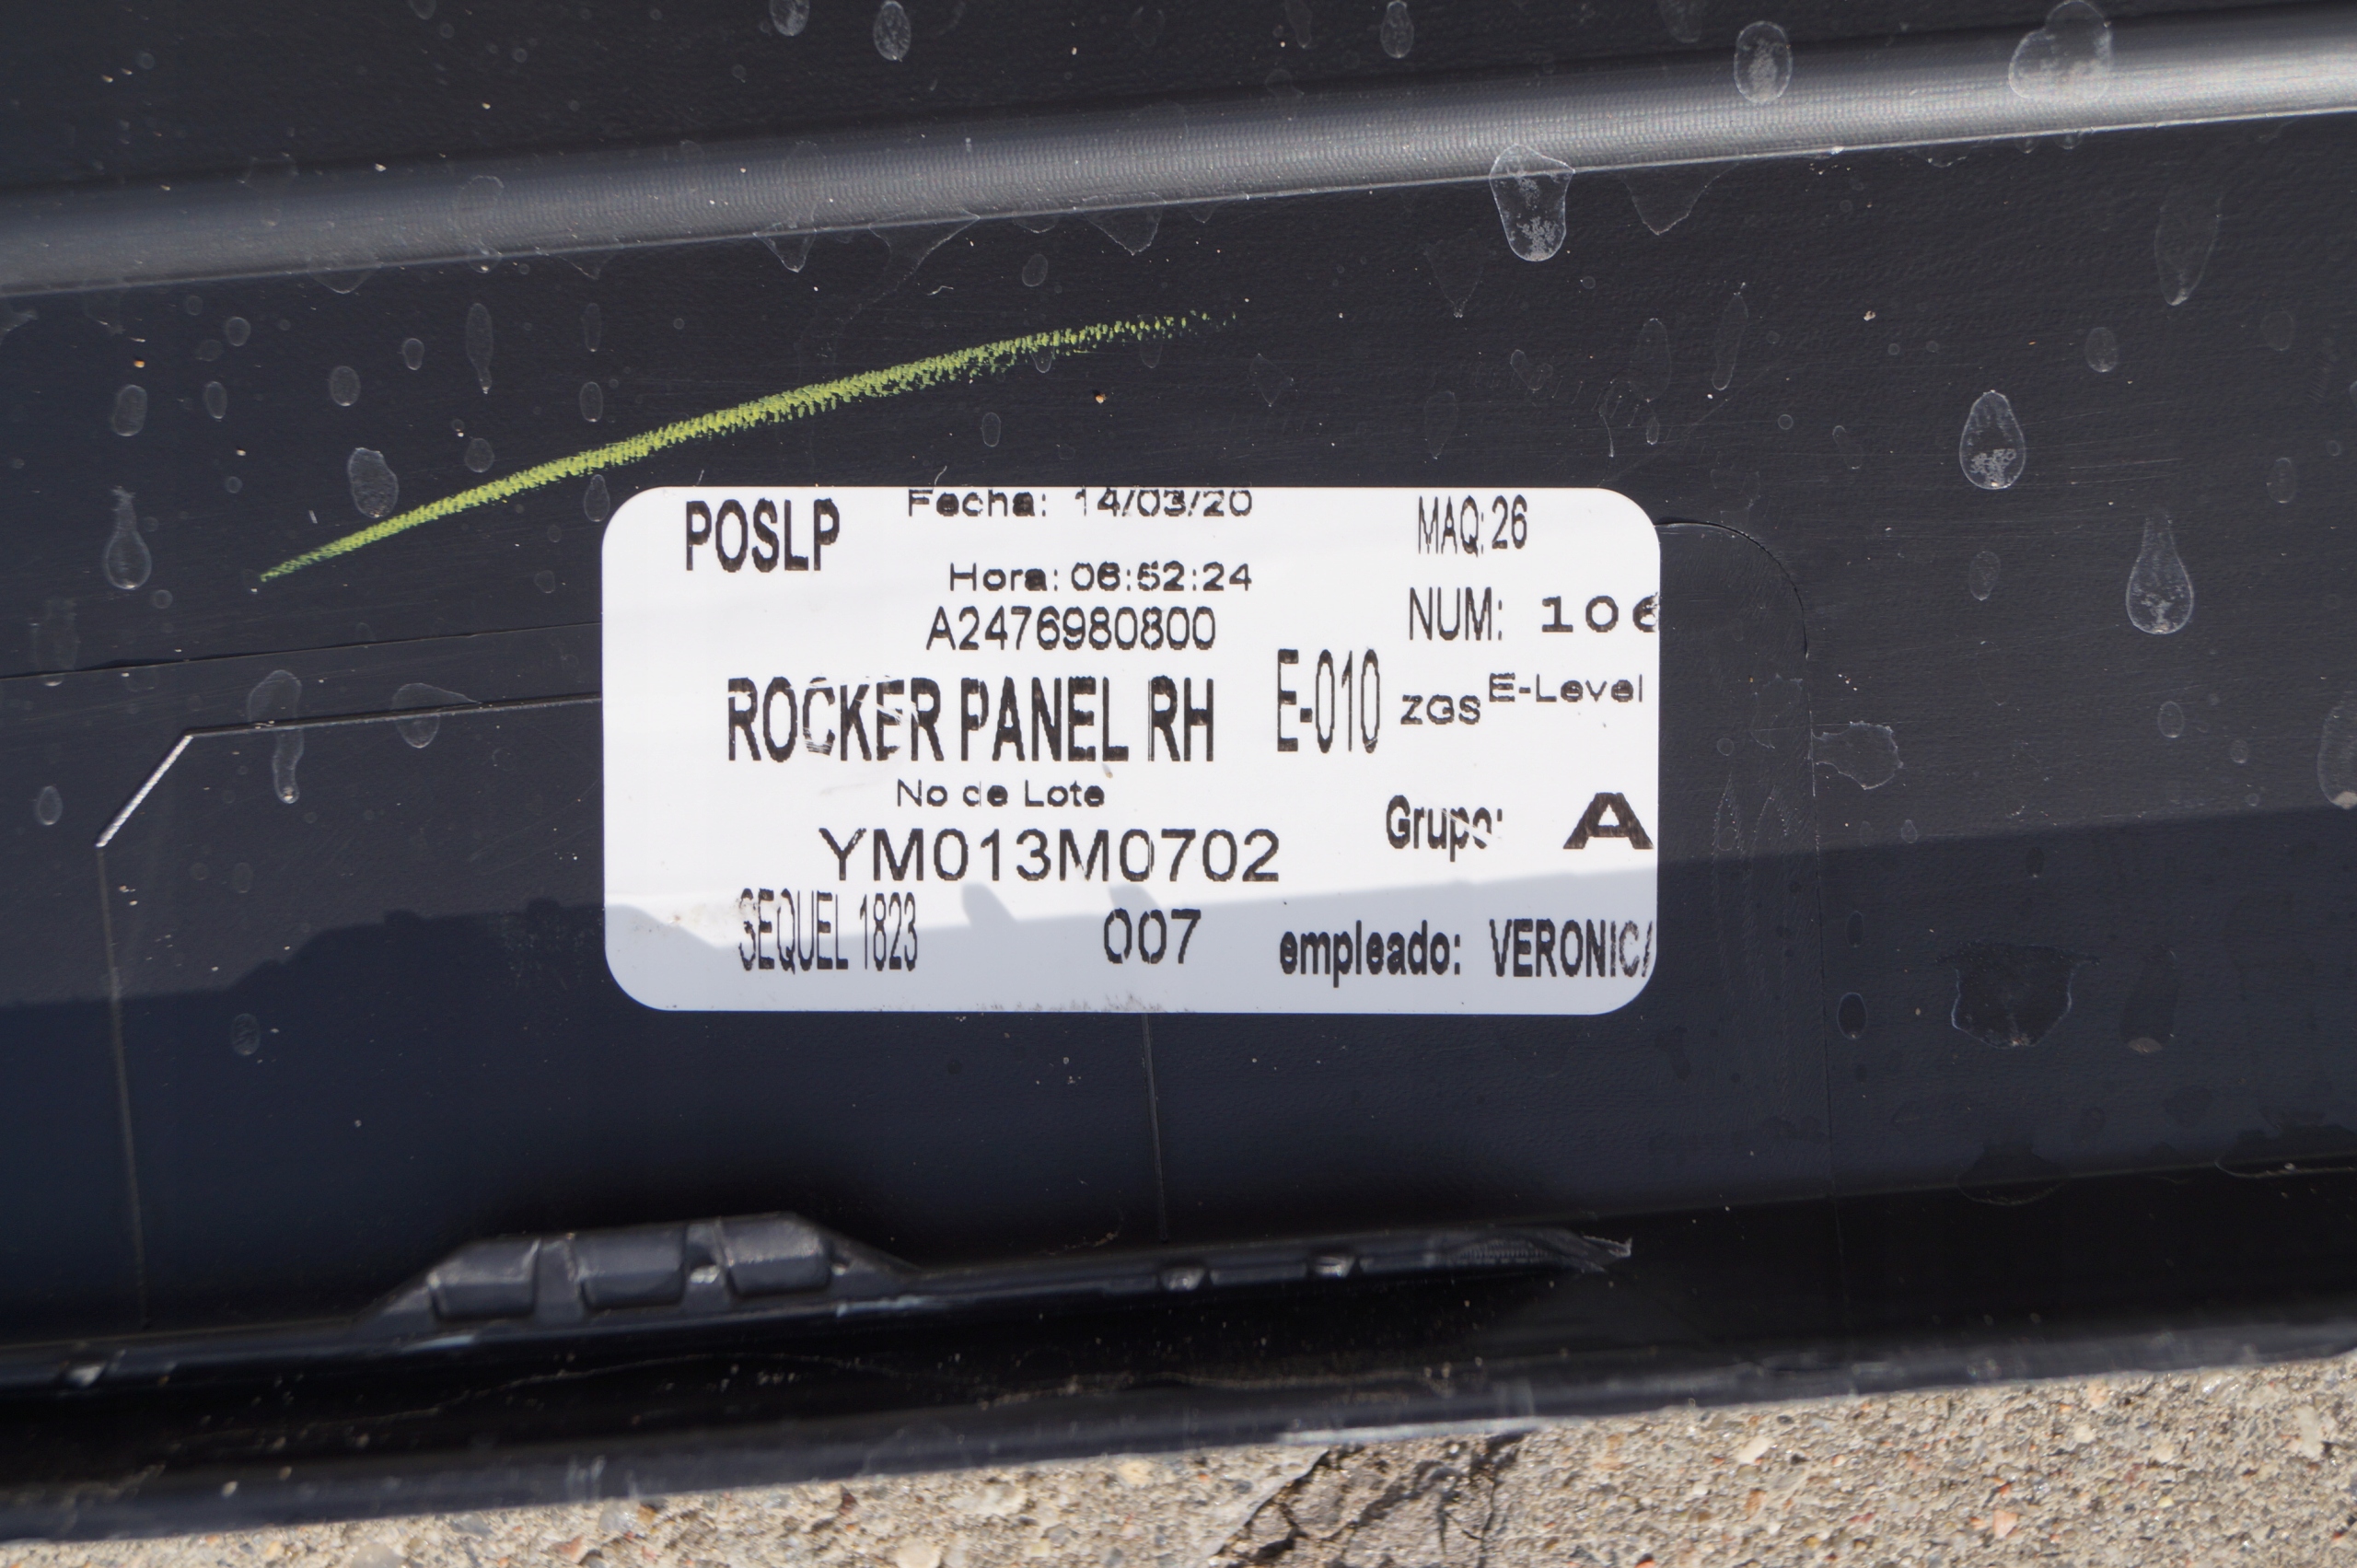 POSLP Fecha: 14/03/20 MAQ: 26
Hora: 06:52:24
A2476980800 NUM: 106
ROCKER PANEL RH E-010 ZGS E-Level
No de Lote
YM013M0702 Grupo: A
SEQUEL 1823 007 empleado: VERONICA